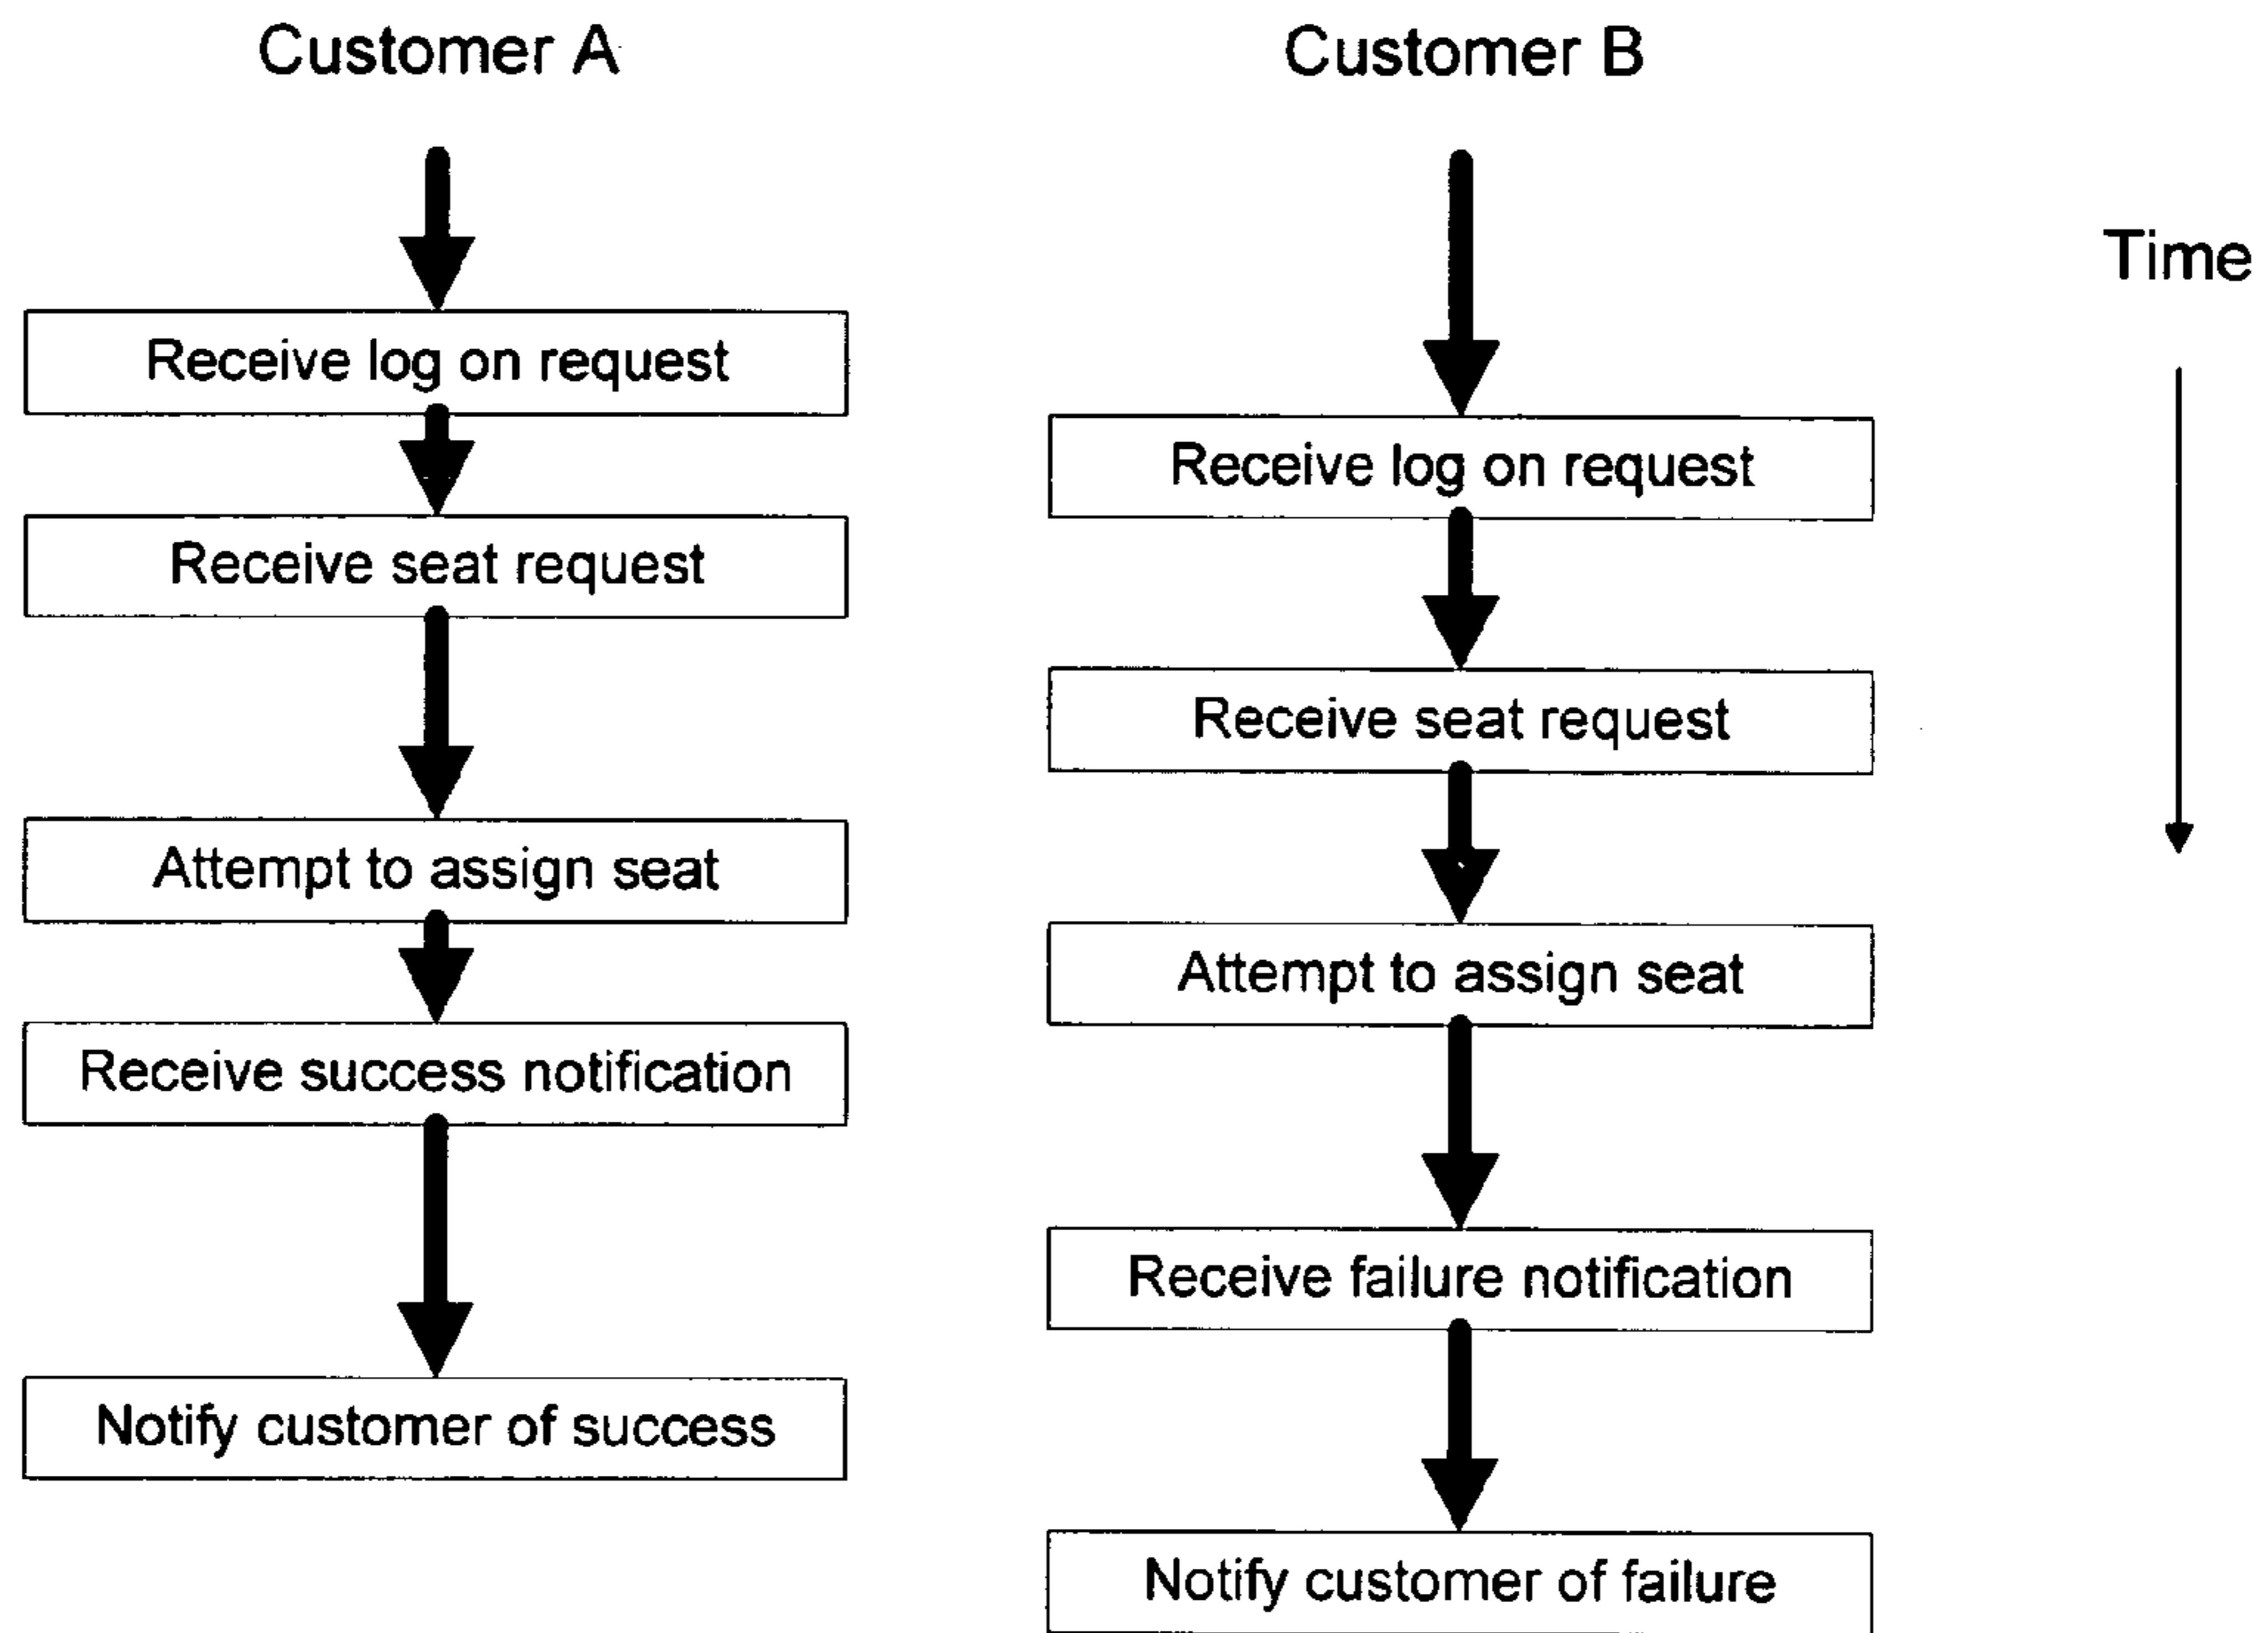 Customer A
Receive log on request
Receive seat request
Attempt to assign seat
Receive success notification
Notify customer of success
Customer B
Receive log on request
Receive seat request
Attempt to assign seat
Receive failure notification
Notify customer of failure
Time